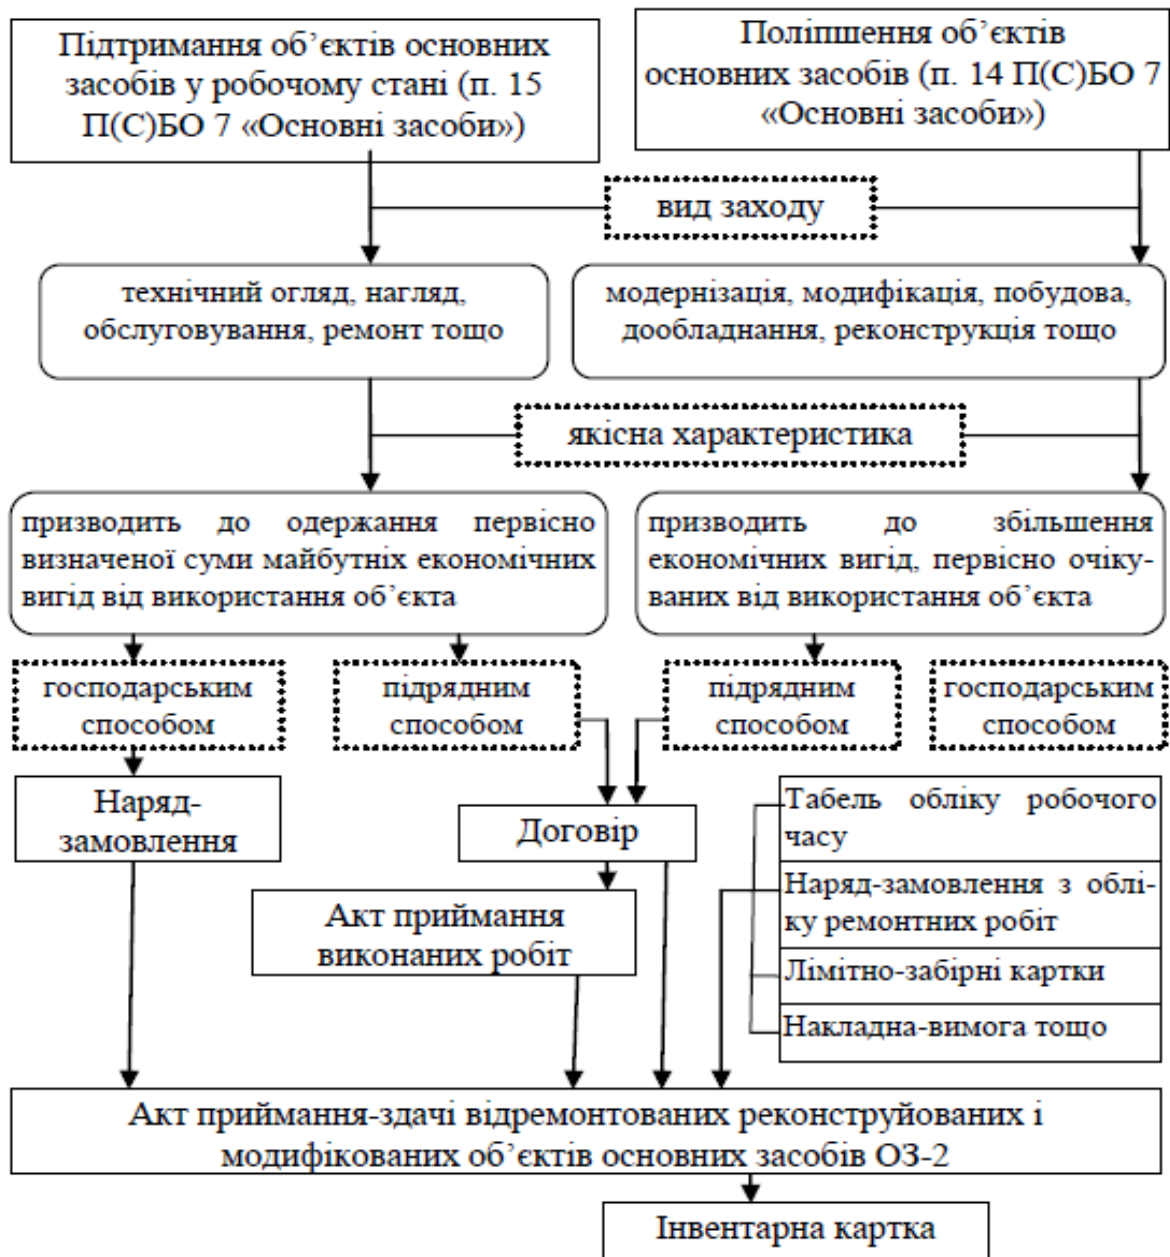 Підтримання об’єктів основних
засобів у робочому стані (п. 15
П(С)БО 7 «Основні засоби»)
Поліпшення об’єктів
основних засобів (п. 14 П(С)БО 7
«Основні засоби»)
вид заходу
технічний огляд, нагляд,
обслуговування, ремонт тощо
модернізація, модифікація, побудова,
дообладнання, реконструкція тощо
якісна характеристика
призводить до одержання первісно
визначеної суми майбутніх економічних
вигід від використання об’єкта
призводить до збільшення
економічних вигід, первісно очіку-
ваних від використання об’єкта
господарським
способом
підрядним
способом
підрядним
способом
господарським
способом
Наряд-
замовлення
Договір
Акт приймання
виконаних робіт
Табель обліку робочого
часу
Наряд-замовлення з облі-
ку ремонтних робіт
Лімітно-забірні картки
Накладна-вимога тощо
Акт приймання-здачі відремонтованих реконструйованих і
модифікованих об’єктів основних засобів ОЗ-2
Інвентарна картка